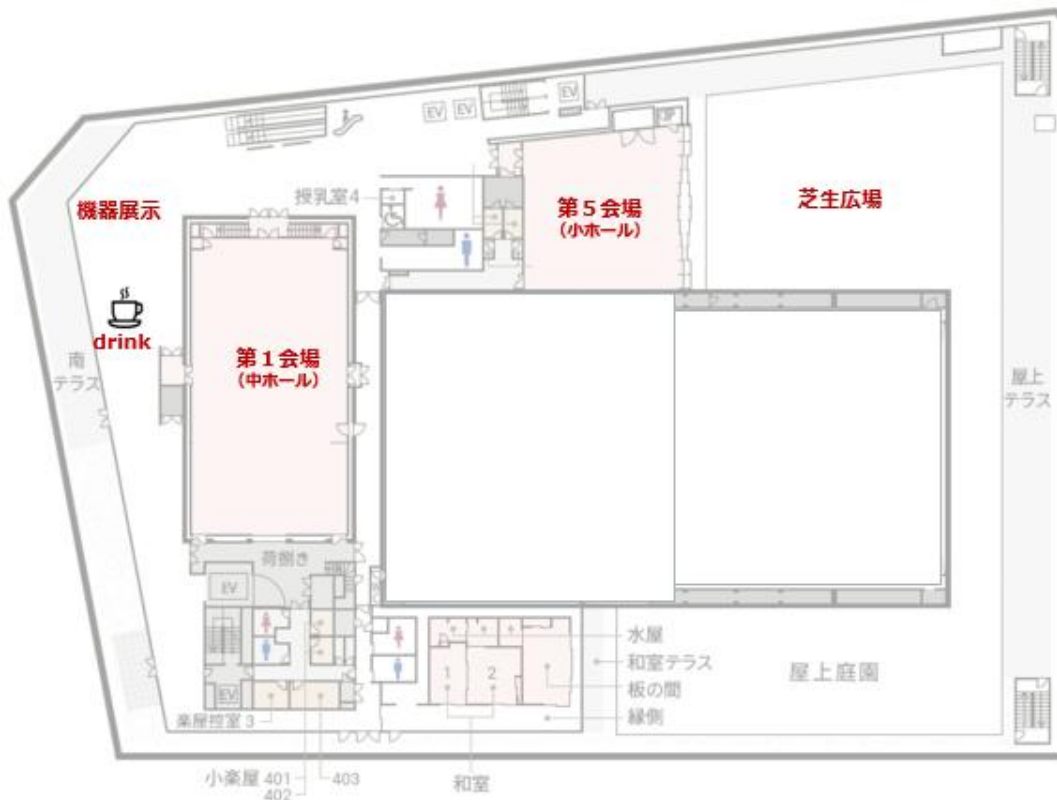 EV
EV
EV
授乳室4
機器展示
第5会場
(小ホール)
芝生広場
drink
南
テラス
第1会場
(中ホール)
屋上
テラス
荷捌き
EV
水屋
和室テラス
板の間
縁側
1
2
屋上庭園
EV
楽屋控室3
小楽屋 401
402
403
和室